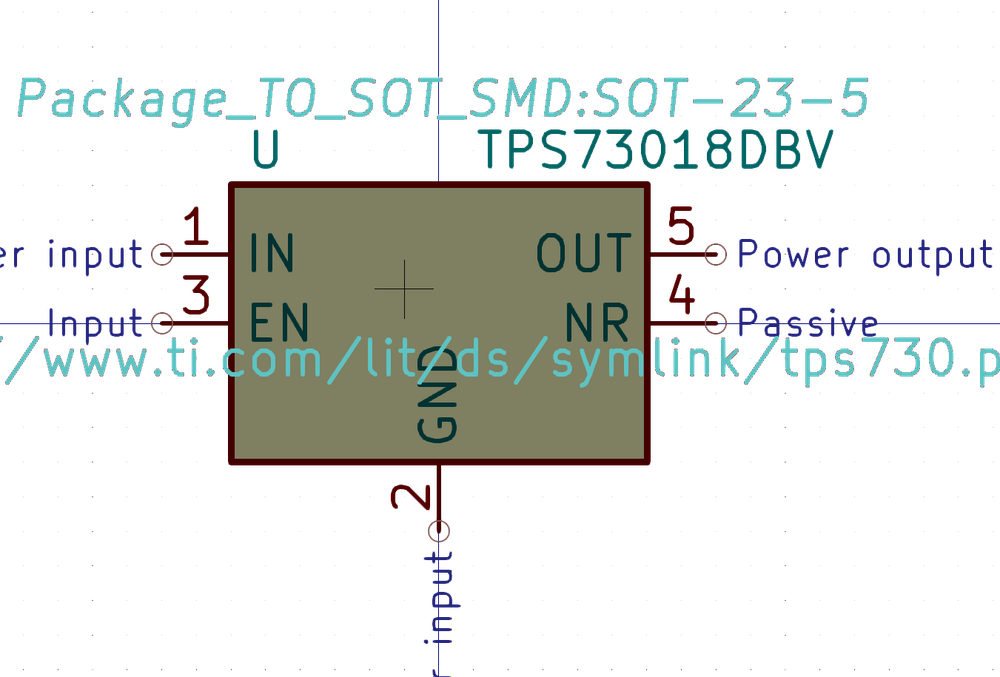 Package_TO_SOT_SMD:SOT-23-5
U TPS73018DBV
1 5
input IN OUT Power output
3 4
Input EN NR Passive
/www.ti.com/lit/ds/symlink/tps730.p
GND
2
input